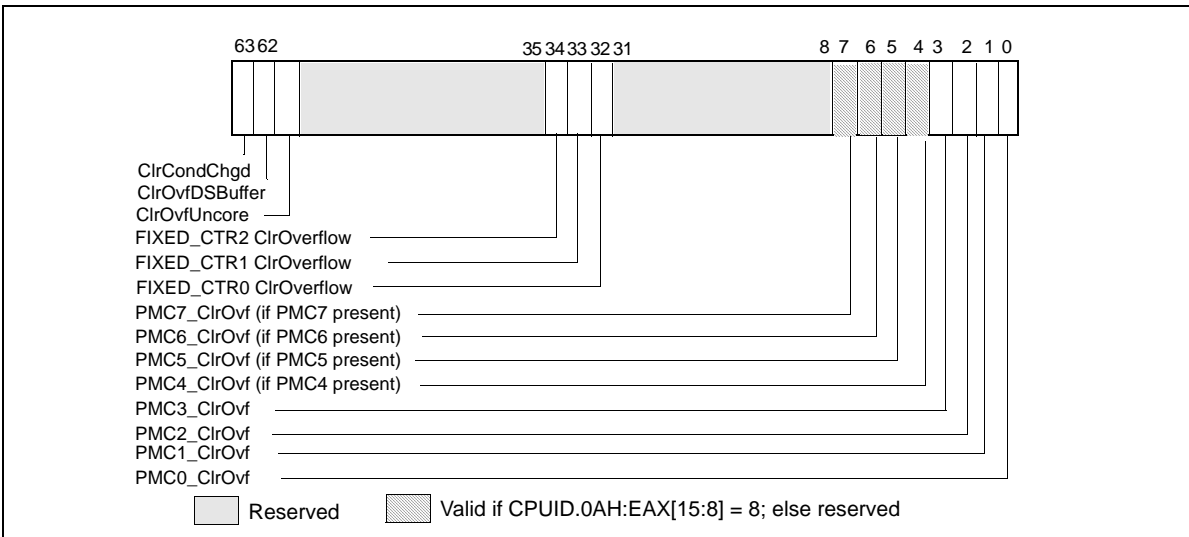 63 62 35 34 33 32 31 8 7 6 5 4 3 2 1 0
ClrCondChgd
ClrOvfDSBuffer
ClrOvfUncore
FIXED_CTR2 ClrOverflow
FIXED_CTR1 ClrOverflow
FIXED_CTR0 ClrOverflow
PMC7_ClrOvf (if PMC7 present)
PMC6_ClrOvf (if PMC6 present)
PMC5_ClrOvf (if PMC5 present)
PMC4_ClrOvf (if PMC4 present)
PMC3_ClrOvf
PMC2_ClrOvf
PMC1_ClrOvf
PMC0_ClrOvf
Reserved Valid if CPUID.0AH:EAX[15:8] = 8; else reserved